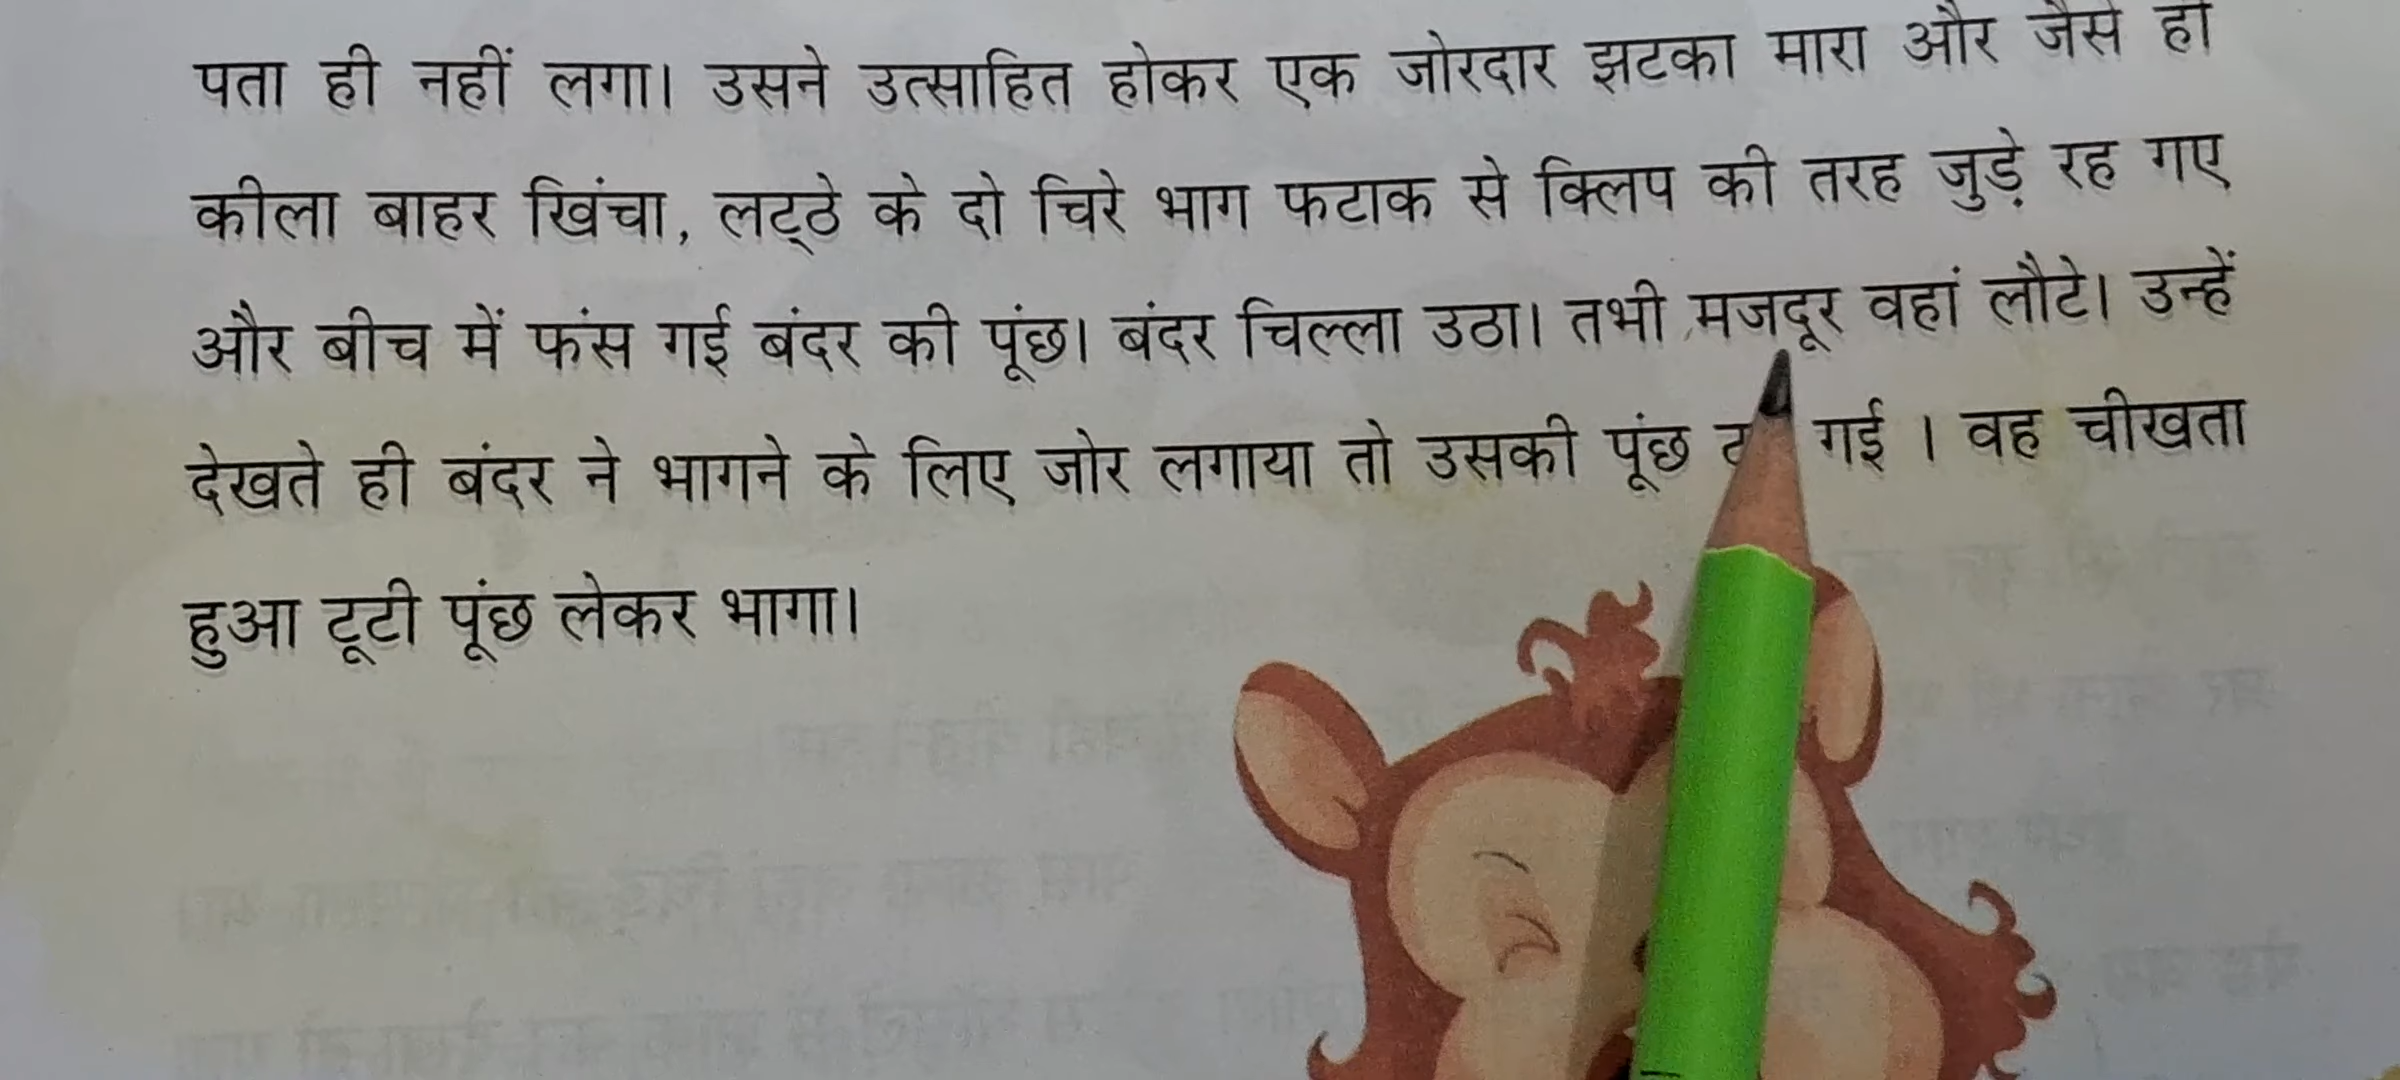 पता ही नहीं लगा। उसने उत्साहित होकर एक जोरदार झटका मारा और जैसे ही
कीला बाहर खिंचा, लट्ठे के दो चिरे भाग फटाक से क्लिप की तरह जुड़े रह गए
और बीच में फंस गई बंदर की पूंछ। बंदर चिल्ला उठा। तभी मजदूर वहां लौटे। उन्हें
देखते ही बंदर ने भागने के लिए जोर लगाया तो उसकी पूंछ गई । वह चीखता
हुआ टूटी पूंछ लेकर भागा।